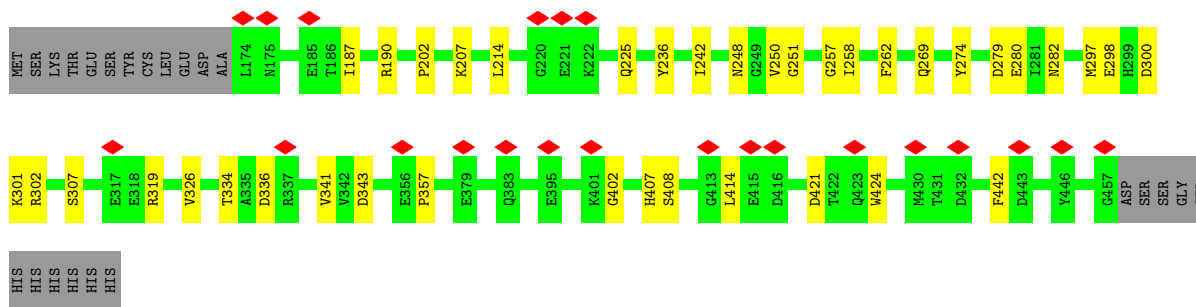 MET SER LYS THR GLU SER TYR CYS LEU GLU GLU ASP ALA L174 N175 E185 T186 I187 R190 P202 K207 L214 G220 E221 K222 Q225 Y236 I242 N248 G249 V250 G251 G257 I258 F262 Q269 Y274 D279 E280 I281 N282 M297 E298 H299 D300
K301 R302 S307 E317 E318 R319 V326 T334 A335 D336 R337 V341 V342 D343 E356 P357 E379 Q383 E395 K401 G402 H407 S408 G413 L414 E415 D416 D421 T422 Q423 W424 M430 T431 D432 F442 D443 Y446 G457 ASP SER SER GLY
HIS HIS HIS HIS HIS HIS